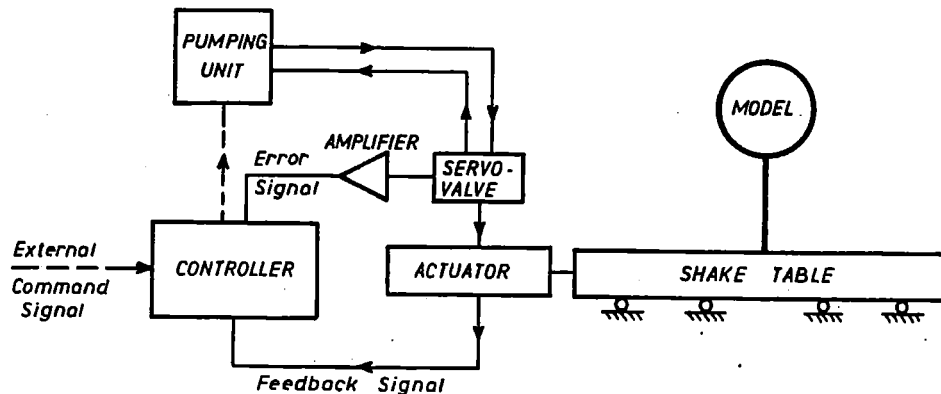 PUMPING
UNIT
MODEL
AMPLIFIER
Error
Signal
SERVO-
VALVE
External
Command
Signal
CONTROLLER
ACTUATOR
SHAKE TABLE
Feedback Signal